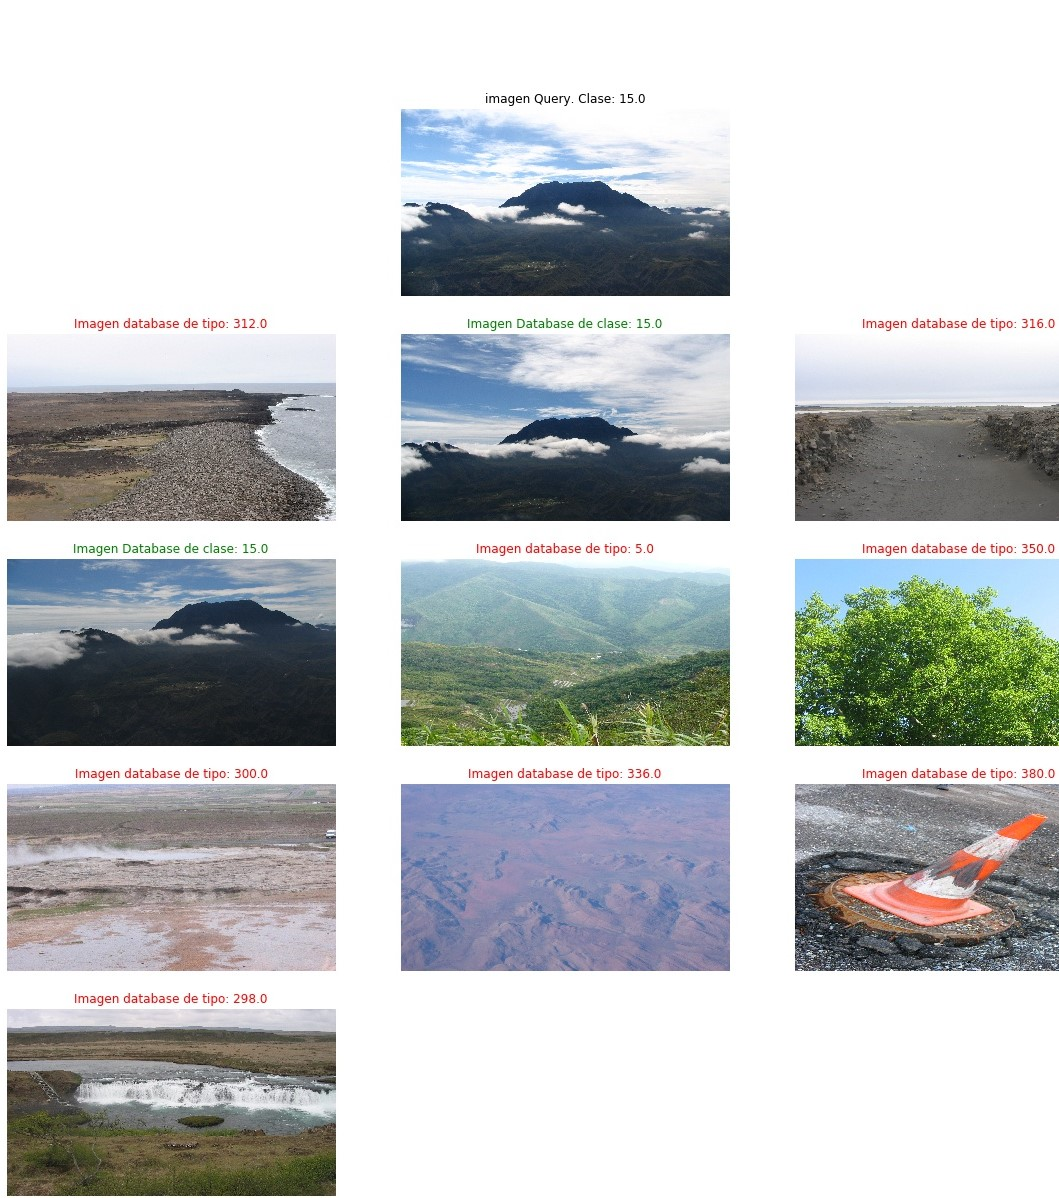 imagen Query. Clase: 15.0
Imagen database de tipo: 312.0
Imagen Database de clase: 15.0
Imagen database de tipo: 316.0
Imagen Database de clase: 15.0
Imagen database de tipo: 5.0
Imagen database de tipo: 350.0
Imagen database de tipo: 300.0
Imagen database de tipo: 336.0
Imagen database de tipo: 380.0
Imagen database de tipo: 298.0